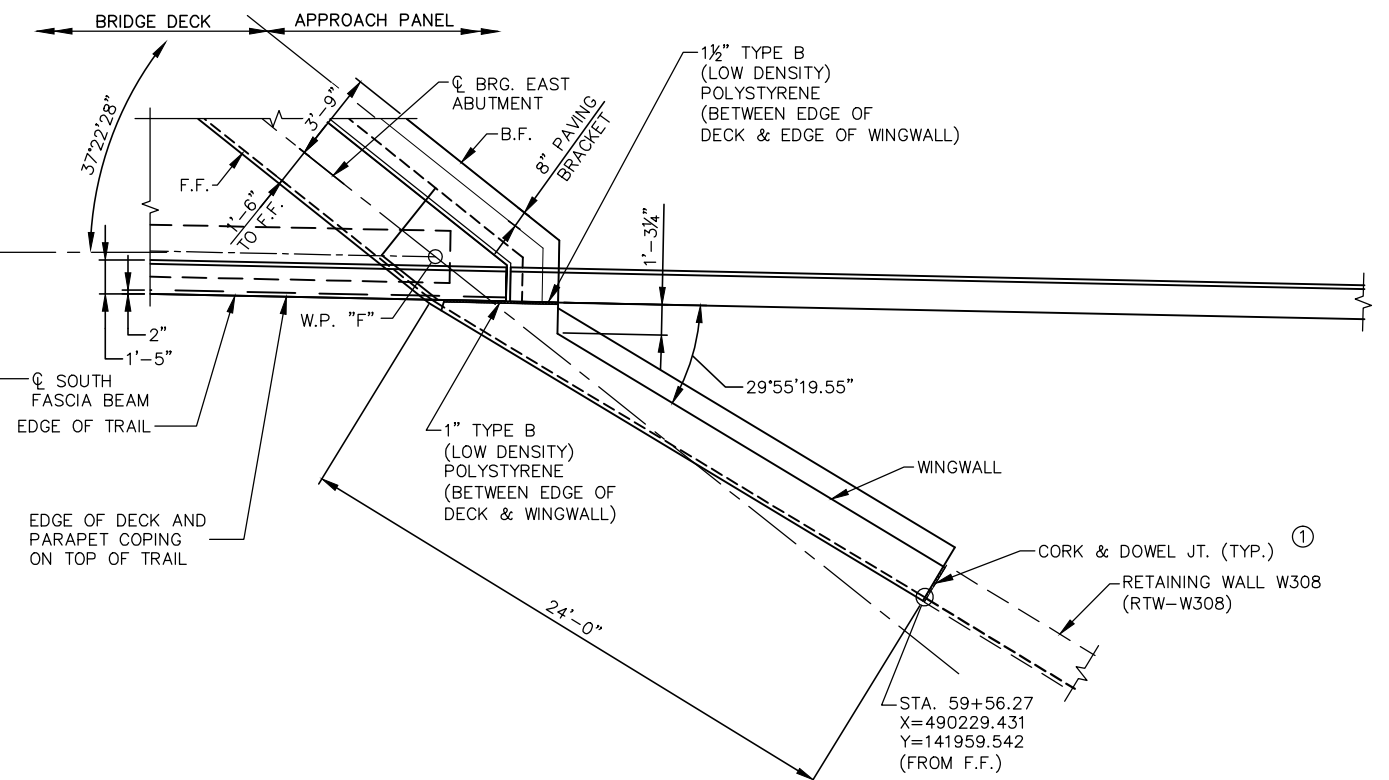 BRIDGE DECK
APPROACH PANEL
1½" TYPE B
(LOW DENSITY)
POLYSTYRENE
(BETWEEN EDGE OF
DECK & EDGE OF WINGWALL)
℄ BRG. EAST
ABUTMENT
3'-9"
B.F.
8" PAVING
BRACKET
37°22'28"
F.F.
1'-6"
TO F.F.
1'-3¼"
W.P. "F"
2"
1'-5"
℄ SOUTH
FASCIA BEAM
EDGE OF TRAIL
29°55'19.55"
1" TYPE B
(LOW DENSITY)
POLYSTYRENE
(BETWEEN EDGE OF
DECK & WINGWALL)
WINGWALL
EDGE OF DECK AND
PARAPET COPING
ON TOP OF TRAIL
CORK & DOWEL JT. (TYP.) ①
RETAINING WALL W308
(RTW-W308)
24'-0"
STA. 59+56.27
X=490229.431
Y=141959.542
(FROM F.F.)